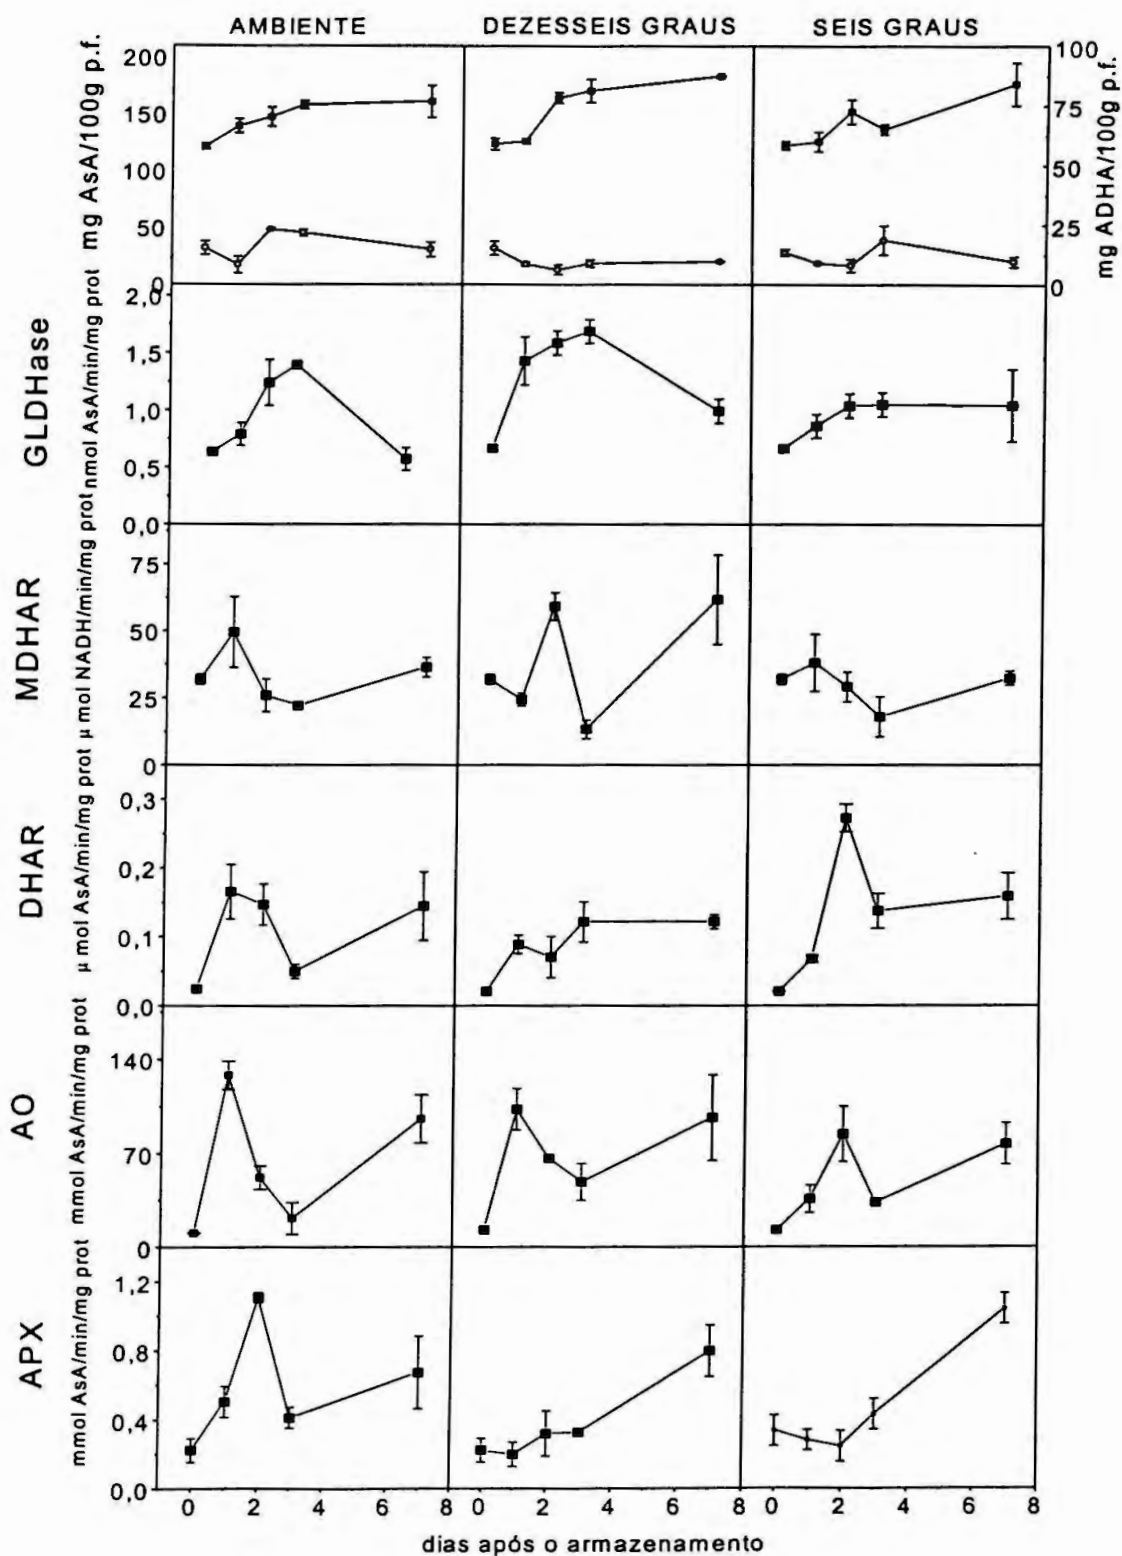 AMBIENTE DEZESSEIS GRAUS SEIS GRAUS
mg AsA/100g p.f.
200
150
100
50
0
100
75
50
25
0
mg ADHA/100g p.f.
GLDHase
nmol AsA/min/mg prot
2,0
1,5
1,0
0,5
0,0
MDHAR
µ mol NADH/min/mg prot
75
50
25
0
DHAR
µ mol AsA/min/mg prot
0,3
0,2
0,1
0,0
AO
mmol AsA/min/mg prot
140
70
0
APX
mmol AsA/min/mg prot
1,2
0,8
0,4
0,0
0 2 4 6 8 0 2 4 6 8 0 2 4 6 8
dias após o armazenamento